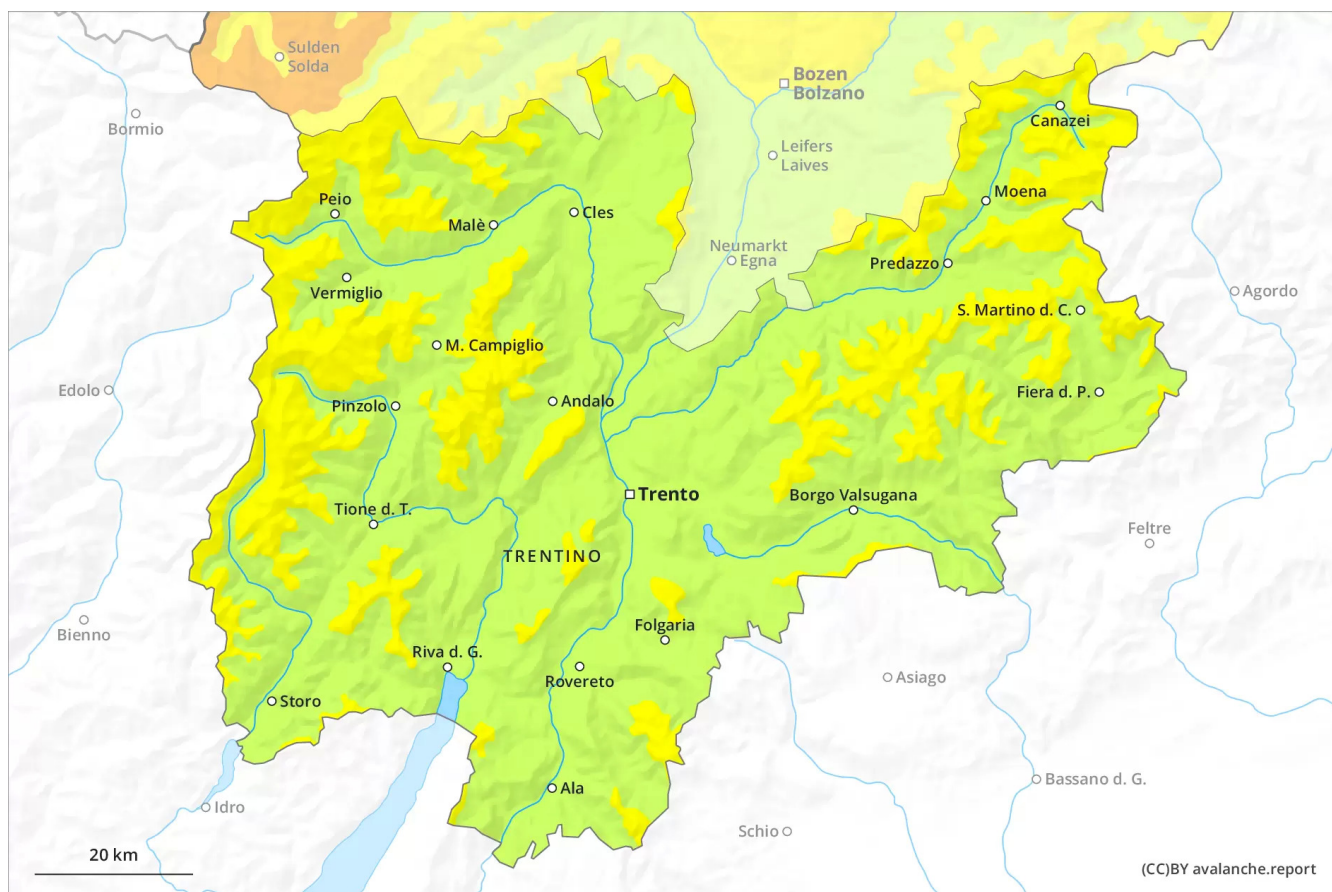 Sulden
Solda
Bozen
Bolzano
Bormio
Canazei
Leifers
Laives
Peio
Moena
Malè
Cles
Neumarkt
Egna
Predazzo
Vermiglio
Agordo
S. Martino d. C.
M. Campiglio
Edolo
Andalo
Fiera d. P.
Pinzolo
Trento
Borgo Valsugana
Tione d. T.
Feltre
TRENTINO
Bienno
Folgaria
Riva d. G.
Asiago
Rovereto
Storo
Bassano d. G.
Ala
Idro
Schio
20 km
(CC)BY avalanche.report